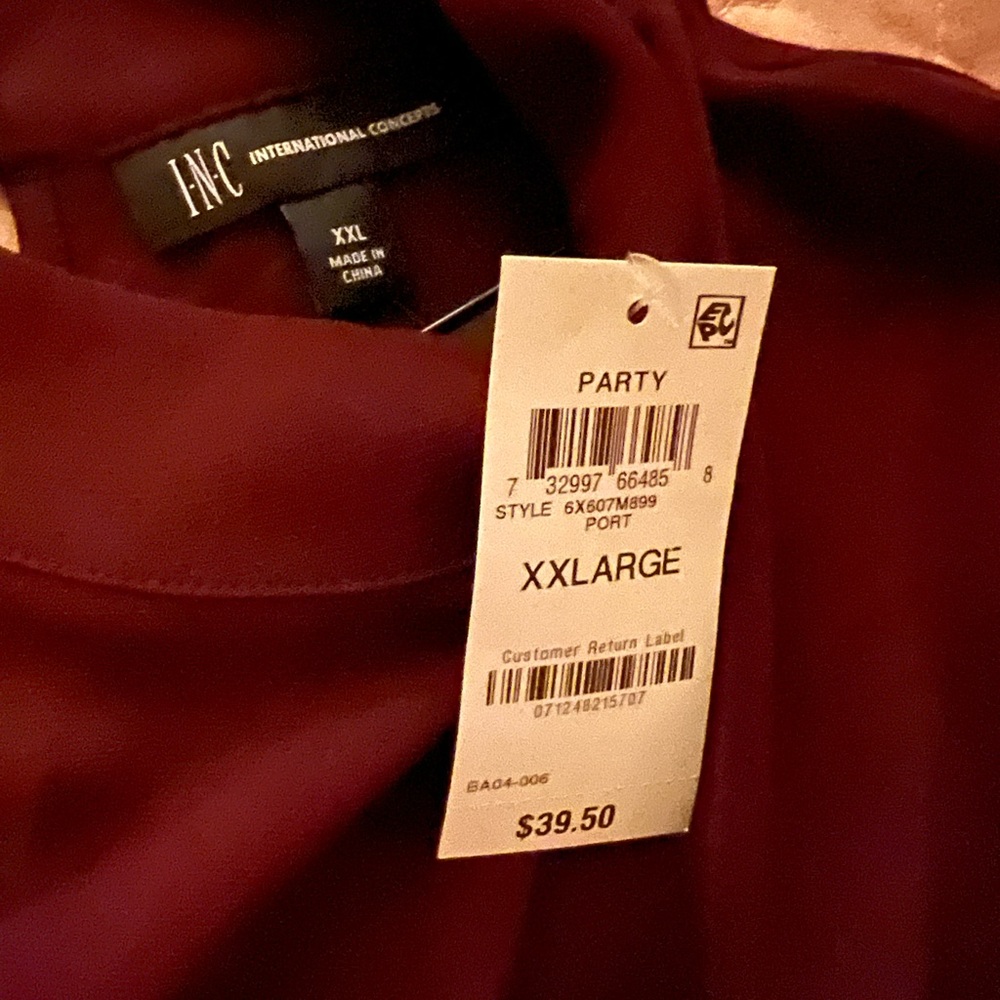 I·N·C INTERNATIONAL CONCEPTS
XXL
MADE IN
CHINA
EPC
PARTY
7 32997 66485 8
STYLE 6X607M899
PORT
XXLARGE
Customer Return Label
071248215707
BA04-006
$39.50